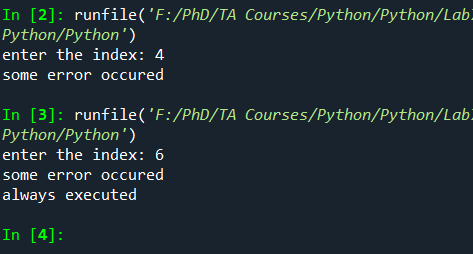 In [2]: runfile('F:/PhD/TA Courses/Python/Python/Lab
Python/Python')
enter the index: 4
some error occured
In [3]: runfile('F:/PhD/TA Courses/Python/Python/Lab
Python/Python')
enter the index: 6
some error occured
always executed
In [4]: